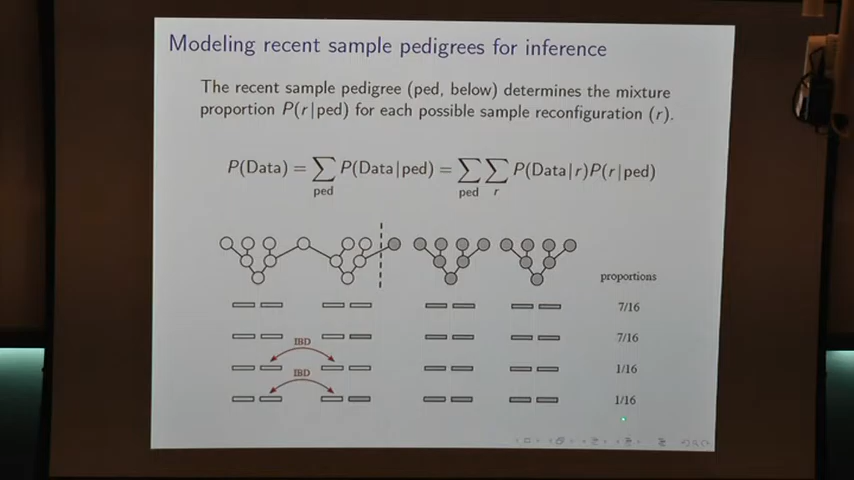 Modeling recent sample pedigrees for inference
The recent sample pedigree (ped, below) determines the mixture
proportion P(r|ped) for each possible sample reconfiguration (r).
P(Data) = ∑ P(Data|ped) = ∑ ∑ P(Data|r)P(r|ped)
ped ped r
proportions
7/16
7/16
IBD
1/16
IBD
1/16